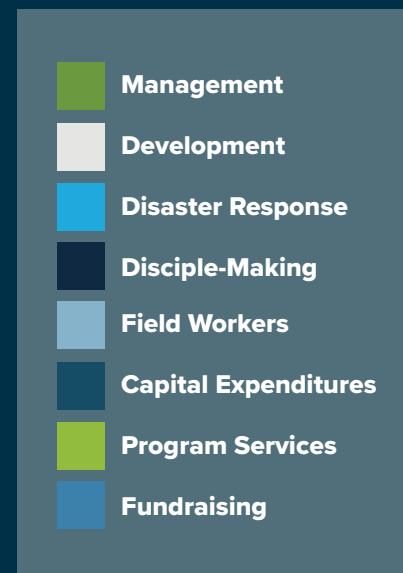 Management
Development
Disaster Response
Disciple-Making
Field Workers
Capital Expenditures
Program Services
Fundraising